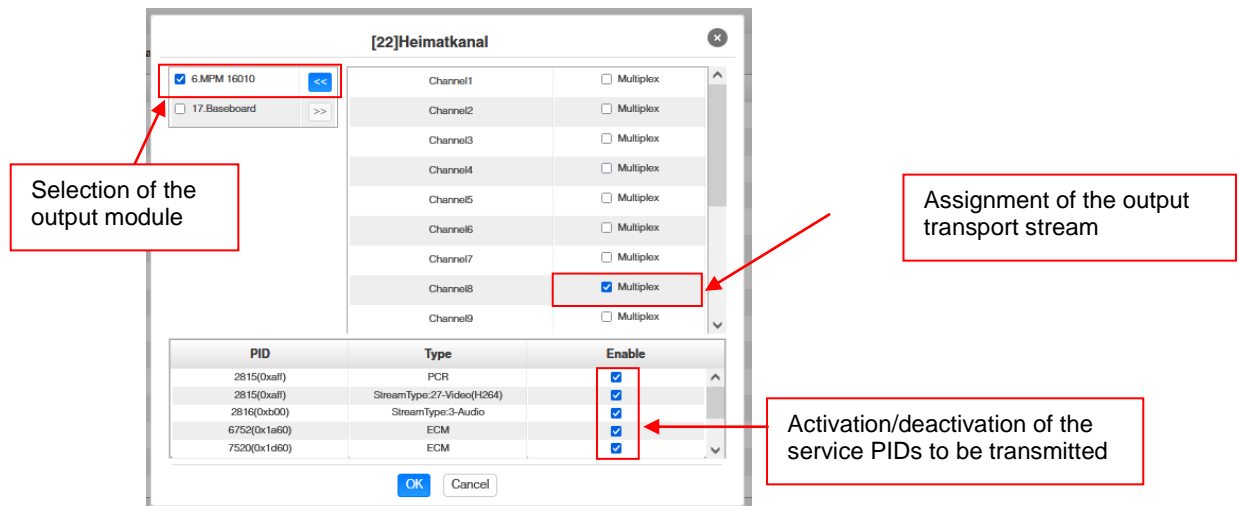 [22]Heimatkanal
6.MPM 16010 <<
17.Baseboard >>
Channel1 Multiplex
Channel2 Multiplex
Channel3 Multiplex
Channel4 Multiplex
Channel5 Multiplex
Channel6 Multiplex
Channel7 Multiplex
Channel8 Multiplex
Channel9 Multiplex
Selection of the
output module
Assignment of the output
transport stream
PID Type Enable
2815(0xaff) PCR
2815(0xaff) StreamType:27-Video(H264)
2816(0xb00) StreamType:3-Audio
6752(0x1a60) ECM
7520(0x1d60) ECM
Activation/deactivation of the
service PIDs to be transmitted
OK Cancel